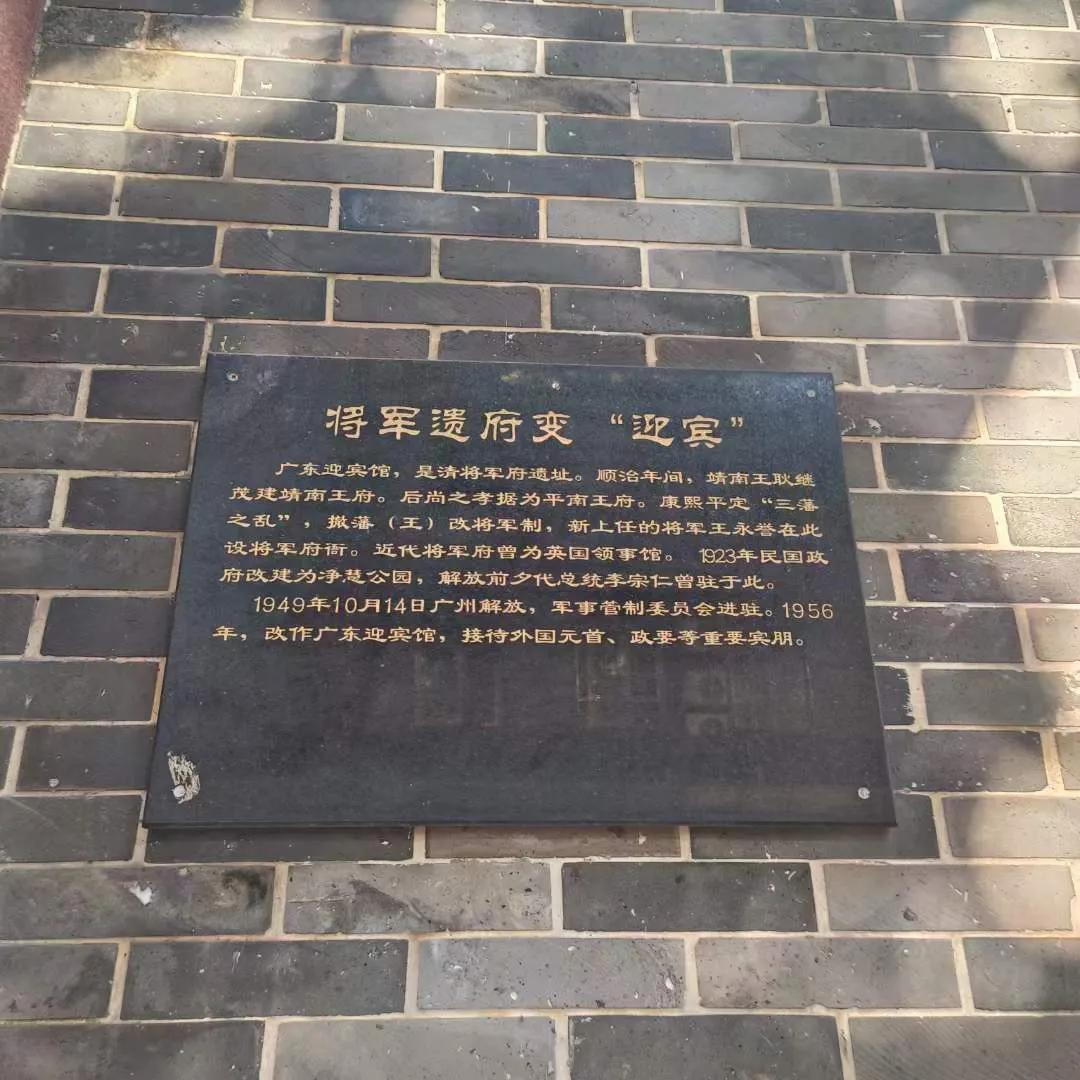 将军遗府变“迎宾”
广东迎宾馆，是清将军府遗址。顺治年间，靖南王耿继
茂建靖南王府。后尚之孝据为平南王府。康熙平定“三藩
之乱”，撤藩（王）改将军制，新上任的将军王永誉在此
设将军府衙。近代将军府曾为英国领事馆。1923年民国政
府改建为净慧公园，解放前夕代总统李宗仁曾驻于此。
1949年10月14日广州解放，军事管制委员会进驻。1956
年，改作广东迎宾馆，接待外国元首、政要等重要宾朋。